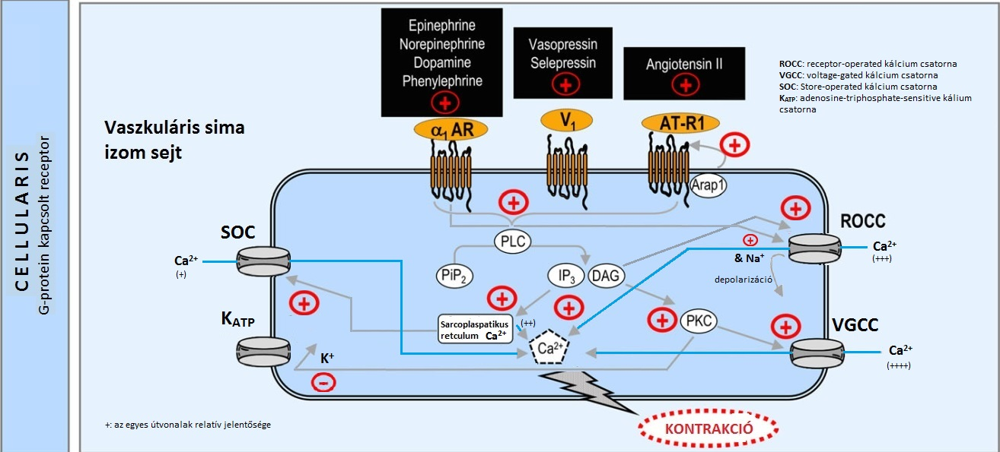 CELLULARIS
G-protein kapcsolt receptor
Vaszkuláris sima
izom sejt
Epinephrine
Norepinephrine
Dopamine
Phenylephrine
+
Vasopressin
Selepressin
+
Angiotensin II
+
ROCC: receptor-operated kálcium csatorna
VGCC: voltage-gated kálcium csatorna
SOC: Store-operated kálcium csatorna
KATP: adenosine-triphosphate-sensitive kálium
csatorna
α1 AR
V1
AT-R1
+
Arap1
+
+
SOC
ROCC
PLC
+
Ca²⁺
(+++)
& Na⁺
Ca²⁺
(+)
PiP₂
IP₃
DAG
depolarizáció
+
+
+
+
+
KATP
Sarcoplaspatikus
retculum Ca²⁺
(++)
PKC
VGCC
Ca²⁺
K⁺
Ca²⁺
(++++)
−
+: az egyes útvonalak relatív jelentősége
KONTRAKCIÓ